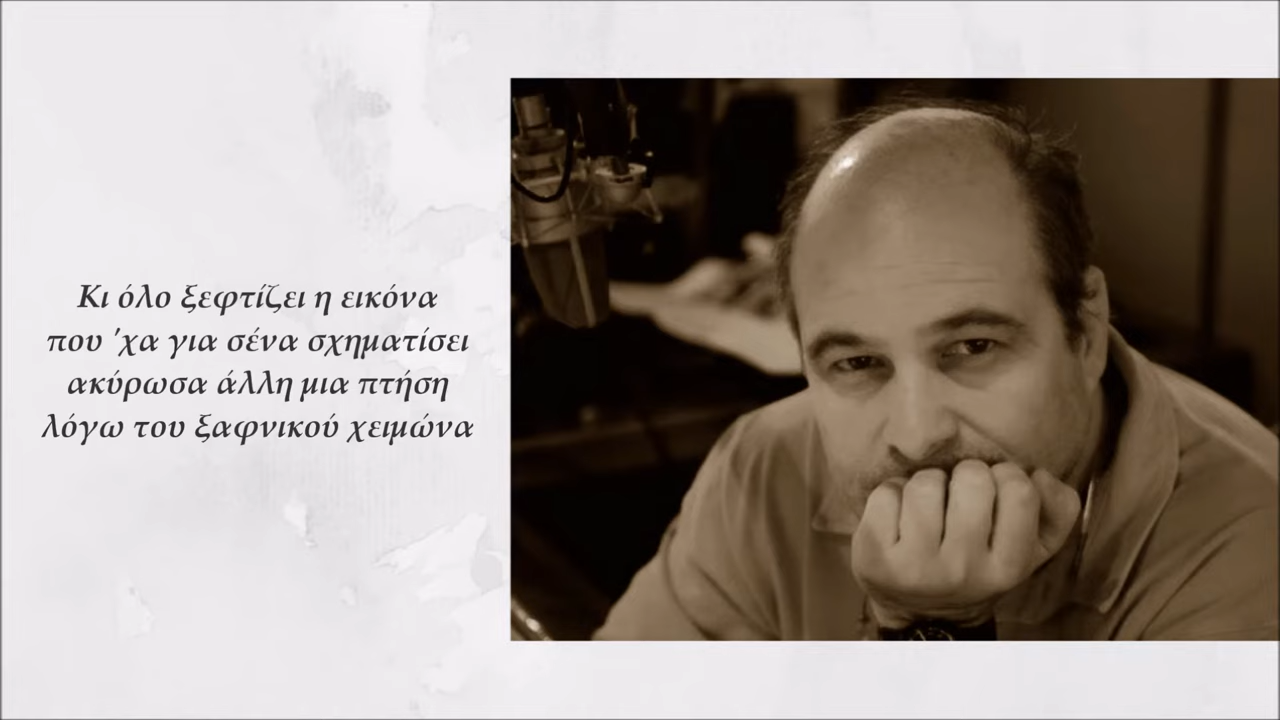 Κι όλο ξεφτίζει η εικόνα
που 'χα για σένα σχηματίσει
ακύρωσα άλλη μια πτήση
λόγω του ξαφνικού χειμώνα